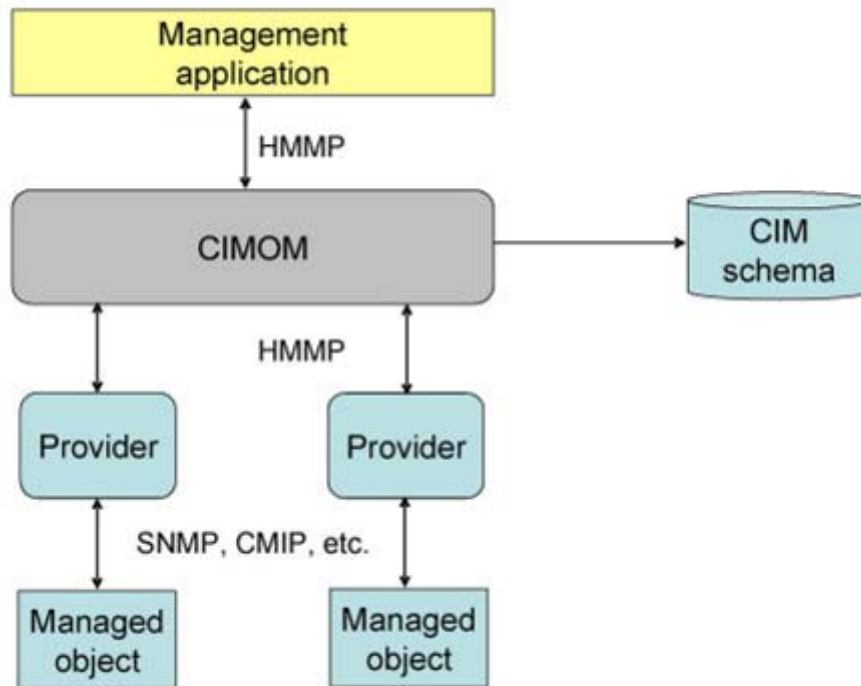 Management
application
HMMP
CIMOM
CIM
schema
HMMP
Provider
Provider
SNMP, CMIP, etc.
Managed
object
Managed
object